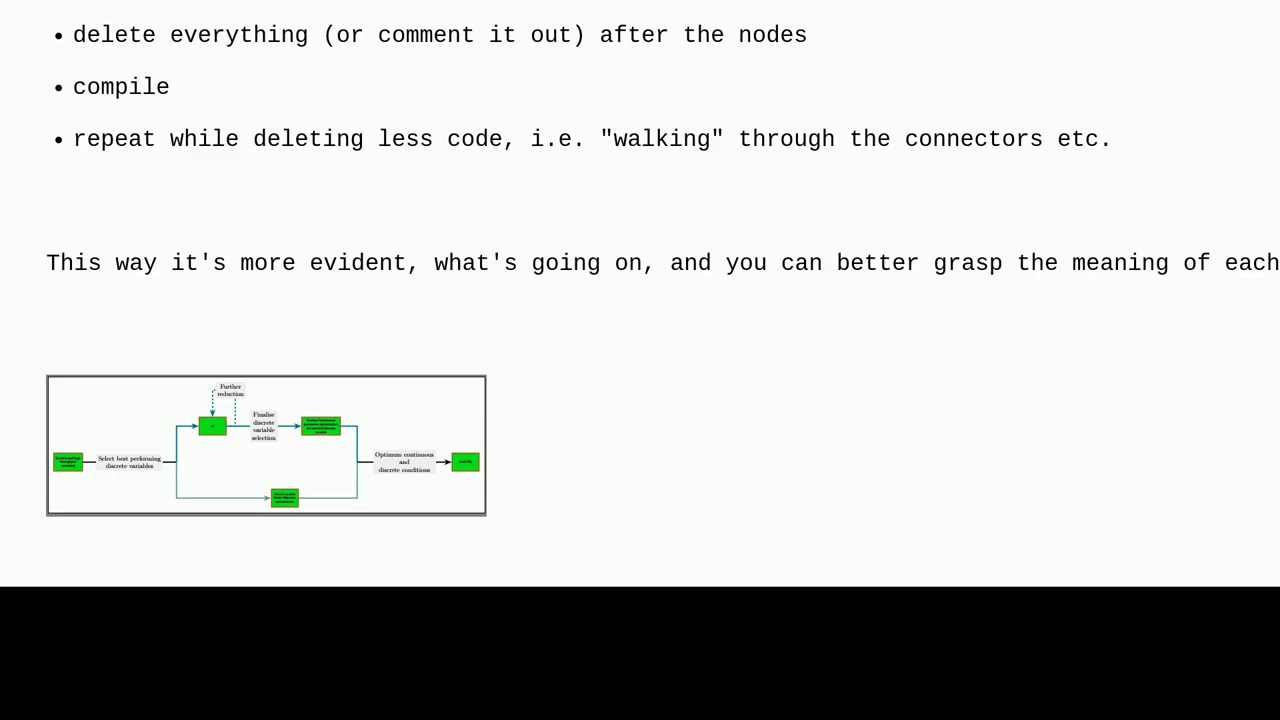 • delete everything (or comment it out) after the nodes
• compile
• repeat while deleting less code, i.e. "walking" through the connectors etc.
This way it's more evident, what's going on, and you can better grasp the meaning of each
Further
reduction
Finalise
discrete
variable
selection
Select best performing
discrete variables
Optimum continuous
and
discrete conditions